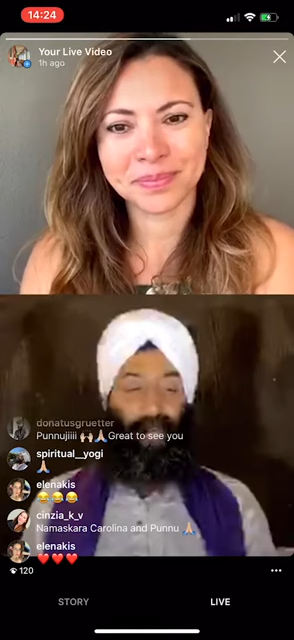 14:24
Your Live Video
1h ago
donatusgruetter
Punnujiiii 🙌🏻🙏Great to see you
spiritual__yogi
🙏🏼
elenakis
😂😂😂
cinzia_k_v
Namaskara Carolina and Punnu 🙏🏼
elenakis
❤️❤️❤️
120
STORY
LIVE